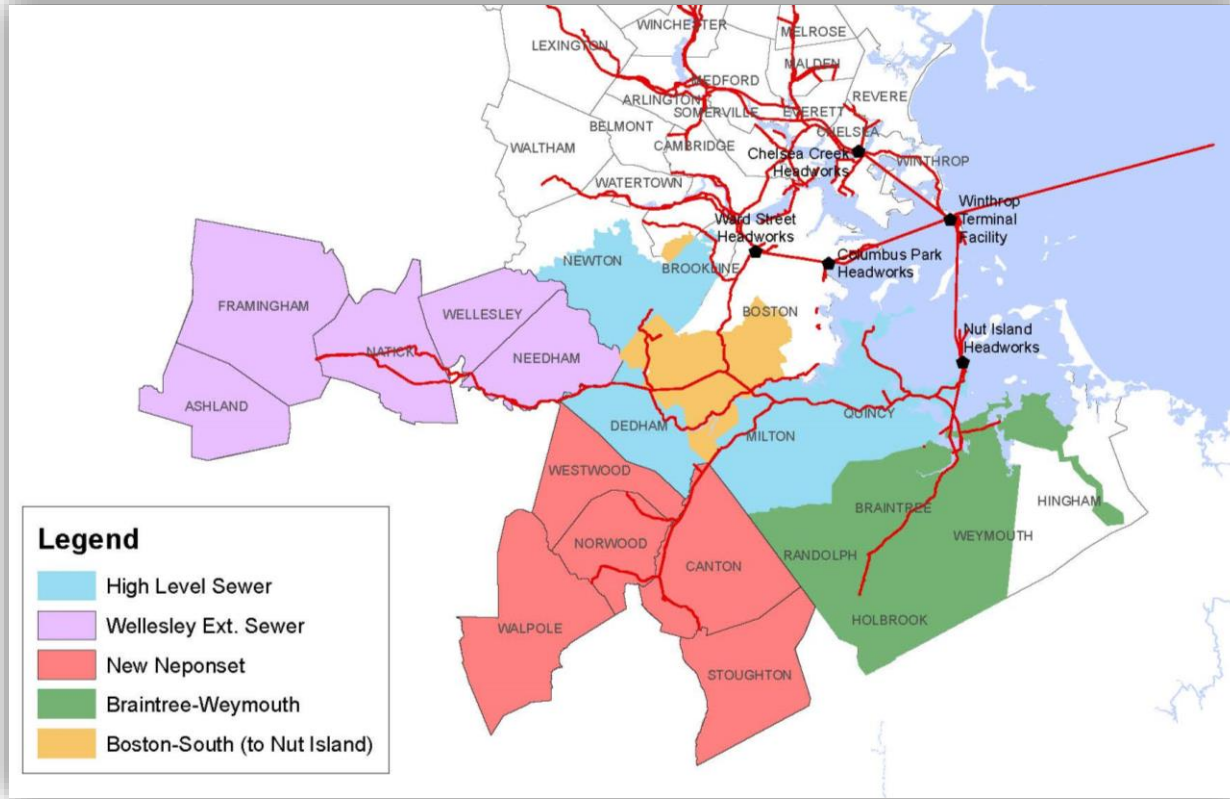 WINCHESTER
MELROSE
LEXINGTON
MALDEN
MEDFORD
REVERE
ARLINGTON
SOMERVILLE
EVERETT
BELMONT
CHELSEA
CAMBRIDGE
WALTHAM
Chelsea Creek
Headworks
WINTHROP
WATERTOWN
Winthrop
Terminal
Facility
Ward Street
Headworks
NEWTON
BROOKLINE
Columbus Park
Headworks
FRAMINGHAM
WELLESLEY
BOSTON
Nut Island
Headworks
NATICK
NEEDHAM
ASHLAND
DEDHAM
MILTON
QUINCY
WESTWOOD
HINGHAM
BRAINTREE
WEYMOUTH
NORWOOD
RANDOLPH
CANTON
HOLBROOK
WALPOLE
STOUGHTON
Legend
High Level Sewer
Wellesley Ext. Sewer
New Neponset
Braintree-Weymouth
Boston-South (to Nut Island)